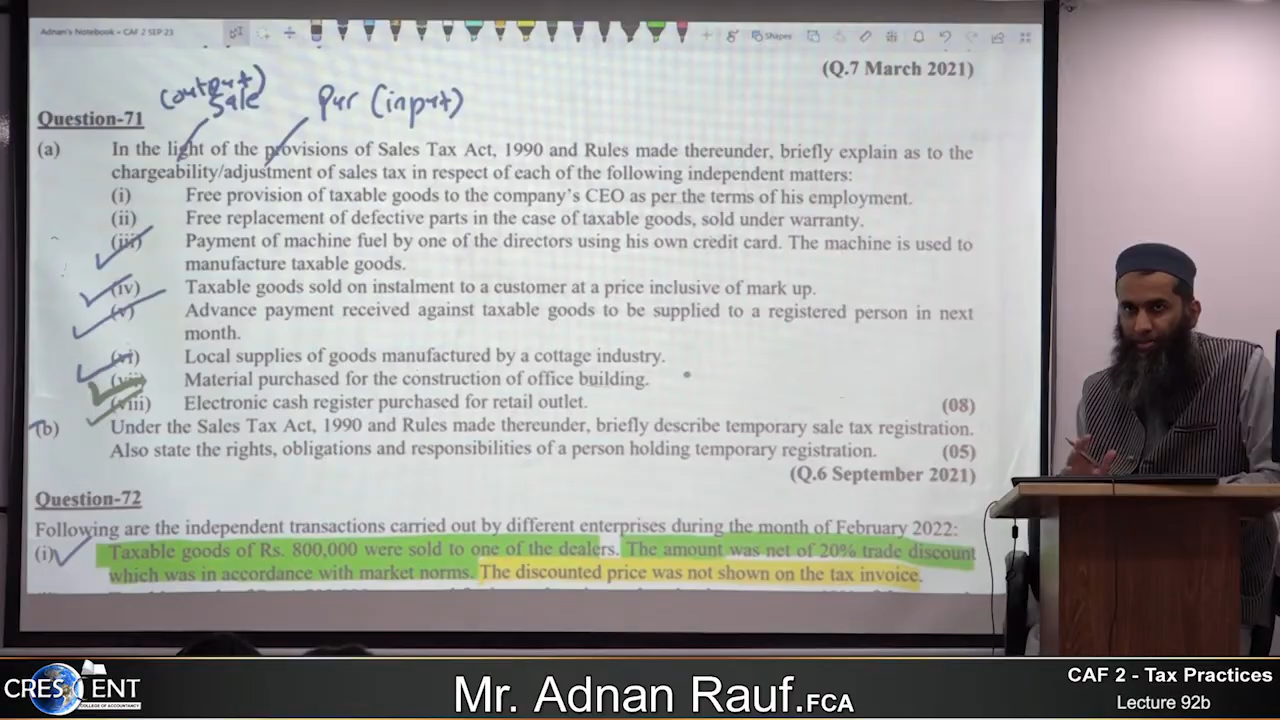 Adnan's Notebook - CAF 2 SEP 23
Shapes
(Q.7 March 2021)
(output)
Sale
Pur (input)
Question-71
(a) In the light of the provisions of Sales Tax Act, 1990 and Rules made thereunder, briefly explain as to the
chargeability/adjustment of sales tax in respect of each of the following independent matters:
(i) Free provision of taxable goods to the company's CEO as per the terms of his employment.
(ii) Free replacement of defective parts in the case of taxable goods, sold under warranty.
(iii) Payment of machine fuel by one of the directors using his own credit card. The machine is used to
manufacture taxable goods.
(iv) Taxable goods sold on instalment to a customer at a price inclusive of mark up.
(v) Advance payment received against taxable goods to be supplied to a registered person in next
month.
(vi) Local supplies of goods manufactured by a cottage industry.
(vii) Material purchased for the construction of office building.
(viii) Electronic cash register purchased for retail outlet. (08)
(b) Under the Sales Tax Act, 1990 and Rules made thereunder, briefly describe temporary sale tax registration.
Also state the rights, obligations and responsibilities of a person holding temporary registration. (05)
(Q.6 September 2021)
Question-72
Following are the independent transactions carried out by different enterprises during the month of February 2022:
(i) Taxable goods of Rs. 800,000 were sold to one of the dealers. The amount was net of 20% trade discount
which was in accordance with market norms. The discounted price was not shown on the tax invoice.
CRESCENT
COLLEGE OF ACCOUNTANCY
Mr. Adnan Rauf.FCA
CAF 2 - Tax Practices
Lecture 92b